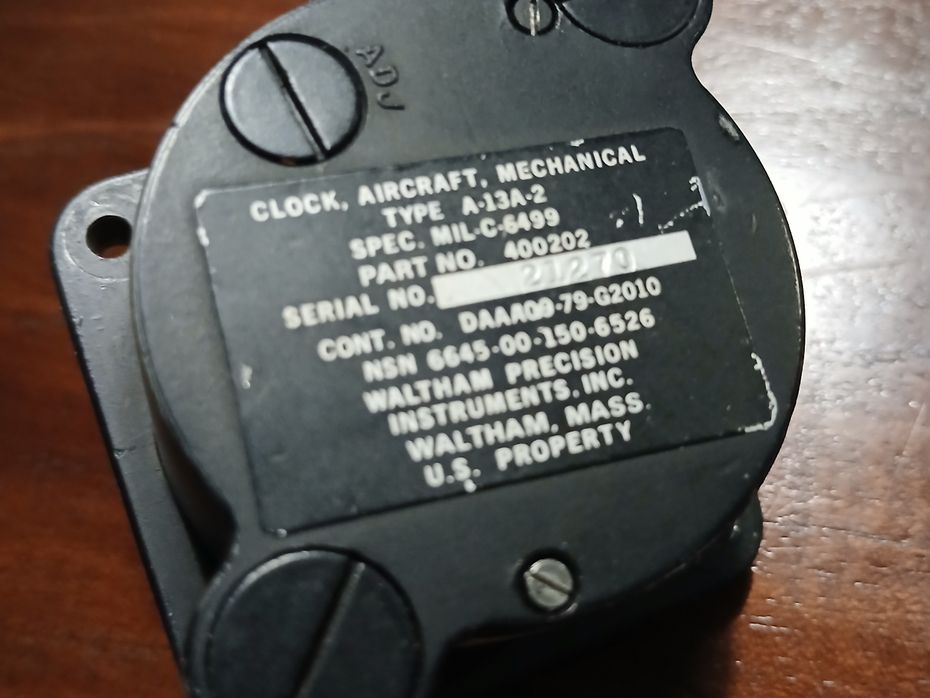 ADJ
CLOCK, AIRCRAFT, MECHANICAL
TYPE A-13A-2
SPEC. MIL-C-6499
PART NO. 400202
SERIAL NO. 21270
CONT. NO. DAAA09-79-G2010
NSN 6645-00-150-6526
WALTHAM PRECISION
INSTRUMENTS, INC.
WALTHAM, MASS.
U.S. PROPERTY